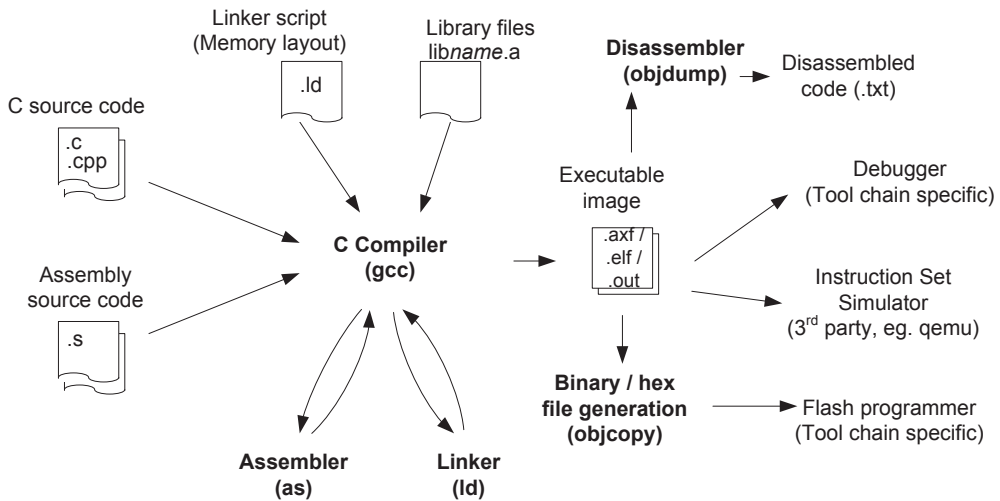 Linker script
(Memory layout)
.ld
Library files
libname.a
C source code
.c
.cpp
Assembly
source code
.s
C Compiler
(gcc)
Assembler
(as)
Linker
(ld)
Executable
image
.axf /
.elf /
.out
Disassembler
(objdump)
Disassembled
code (.txt)
Debugger
(Tool chain specific)
Instruction Set
Simulator
(3rd party, eg. qemu)
Binary / hex
file generation
(objcopy)
Flash programmer
(Tool chain specific)